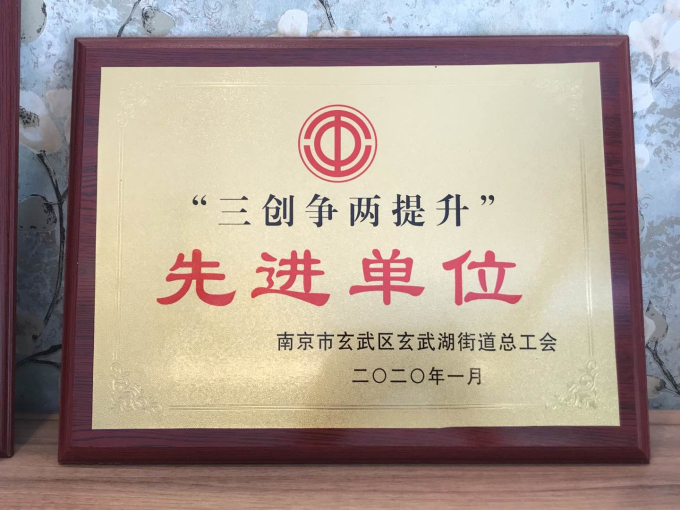 “三创争两提升”
先进单位
南京市玄武区玄武湖街道总工会
二〇二〇年一月